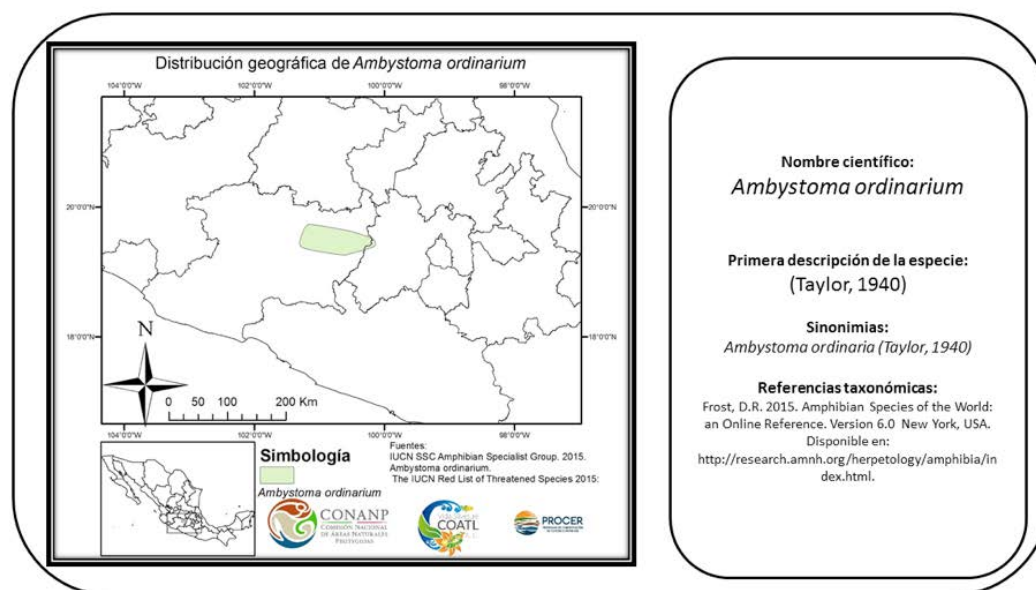 Distribución geográfica de Ambystoma ordinarium
104°0'0"W 102°0'0"W 100°0'0"W 98°0'0"W
20°0'0"N 20°0'0"N
18°0'0"N 18°0'0"N
N
0 50 100 200 Km
104°0'0"W 102°0'0"W 100°0'0"W 98°0'0"W
Simbología
Ambystoma ordinarium
Fuentes:
IUCN SSC Amphibian Specialist Group. 2015.
Ambystoma ordinarium.
The IUCN Red List of Threatened Species 2015:
CONANP
COMISIÓN NACIONAL
DE ÁREAS NATURALES
PROTEGIDAS
COATL
PROCER
Nombre científico:
Ambystoma ordinarium
Primera descripción de la especie:
(Taylor, 1940)
Sinonimias:
Ambystoma ordinaria (Taylor, 1940)
Referencias taxonómicas:
Frost, D.R. 2015. Amphibian Species of the World:
an Online Reference. Version 6.0 New York, USA.
Disponible en:
http://research.amnh.org/herpetology/amphibia/in
dex.html.